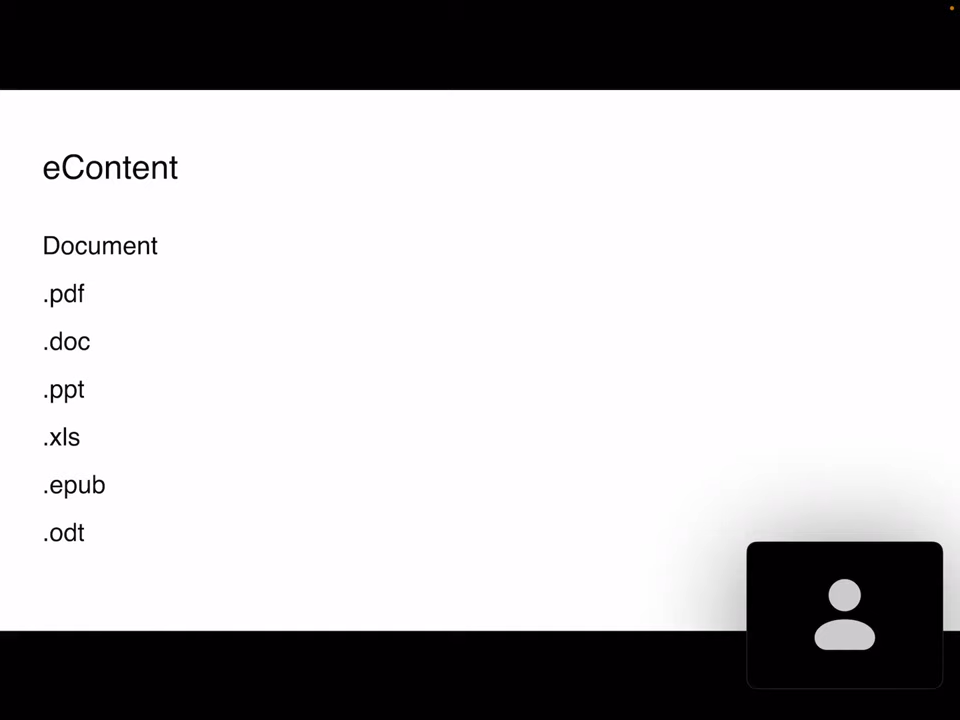 eContent
Document
.pdf
.doc
.ppt
.xls
.epub
.odt